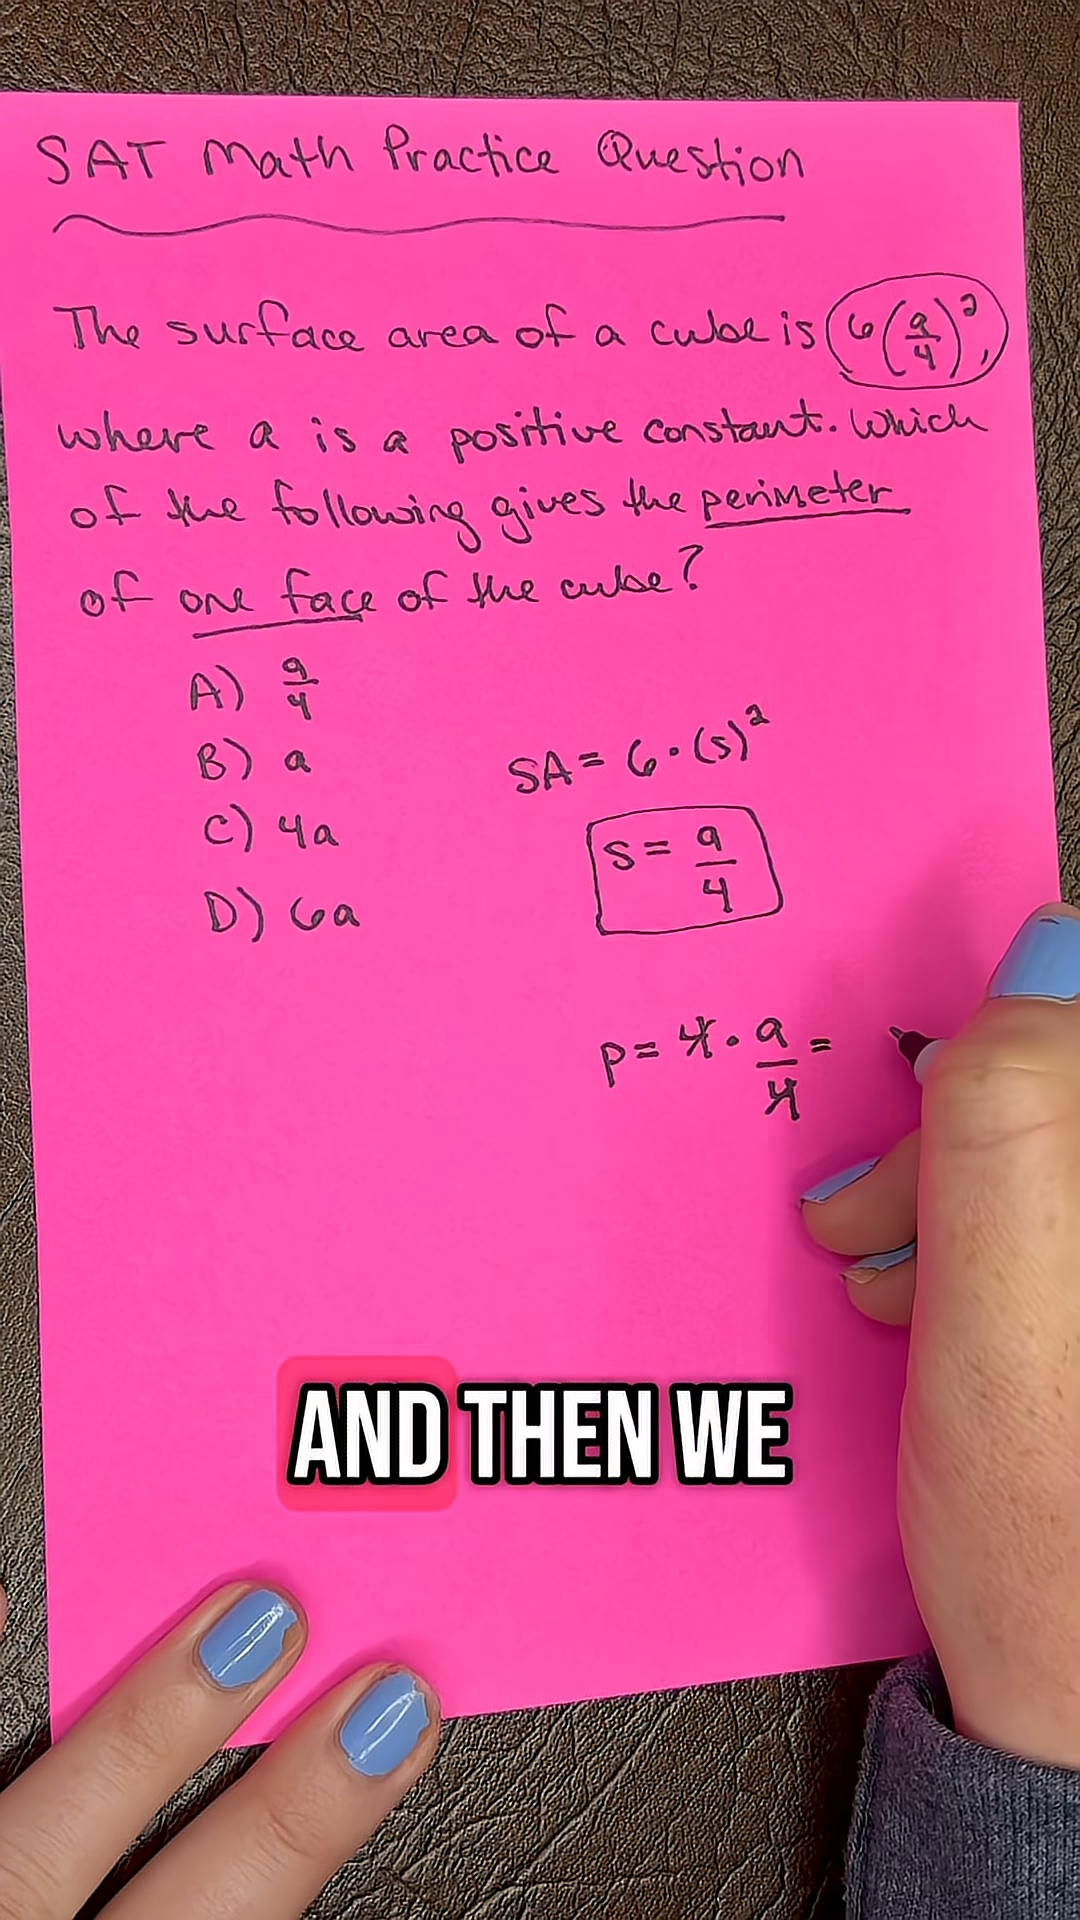 SAT Math Practice Question
The surface area of a cube is 6(a/4)²,
where a is a positive constant. Which
of the following gives the perimeter
of one face of the cube?
A) a/4
B) a
C) 4a
D) 6a
SA = 6 · (s)²
s = a/4
p = 4 · a/4 =
AND THEN WE